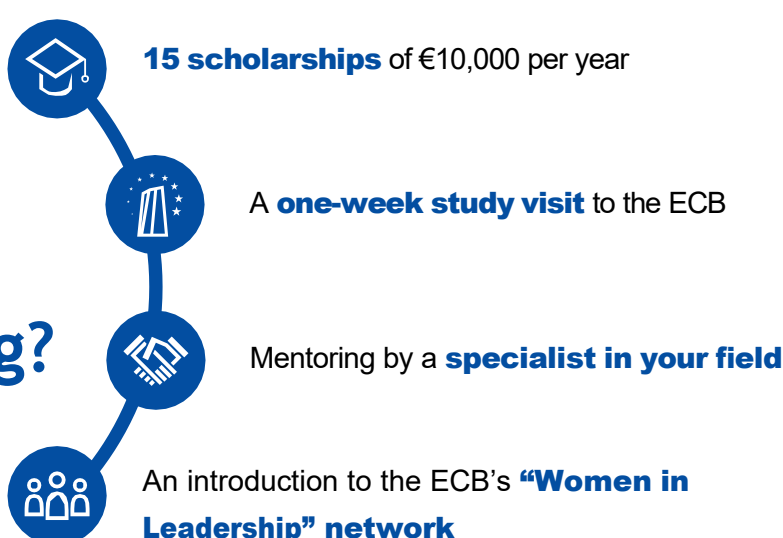 15 scholarships of €10,000 per year
A one-week study visit to the ECB
g?
Mentoring by a specialist in your field
An introduction to the ECB’s “Women in
Leadership” network